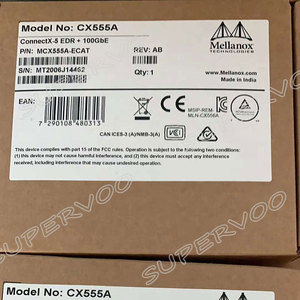 Model No: CX555A
ConnectX-5 EDR + 100GbE
P/N: MCX555A-ECAT
REV: AB
Mellanox
TECHNOLOGIES
S/N: MT2006J14462
Qty: 1
Made in India
EAN:
7 290108 480313
MSIP-REM-
MLN-CX556A
CAN ICES-3 (A)/NMB-3(A)
This device complies with part 15 of the FCC rules. Operation is subject to the following two conditions:
(1) This device may not cause harmful interference, and (2) this device must accept any interference
received, including interference that may cause undesired operation.
SUPERVOO
SUPERVOO
Model No: CX555A